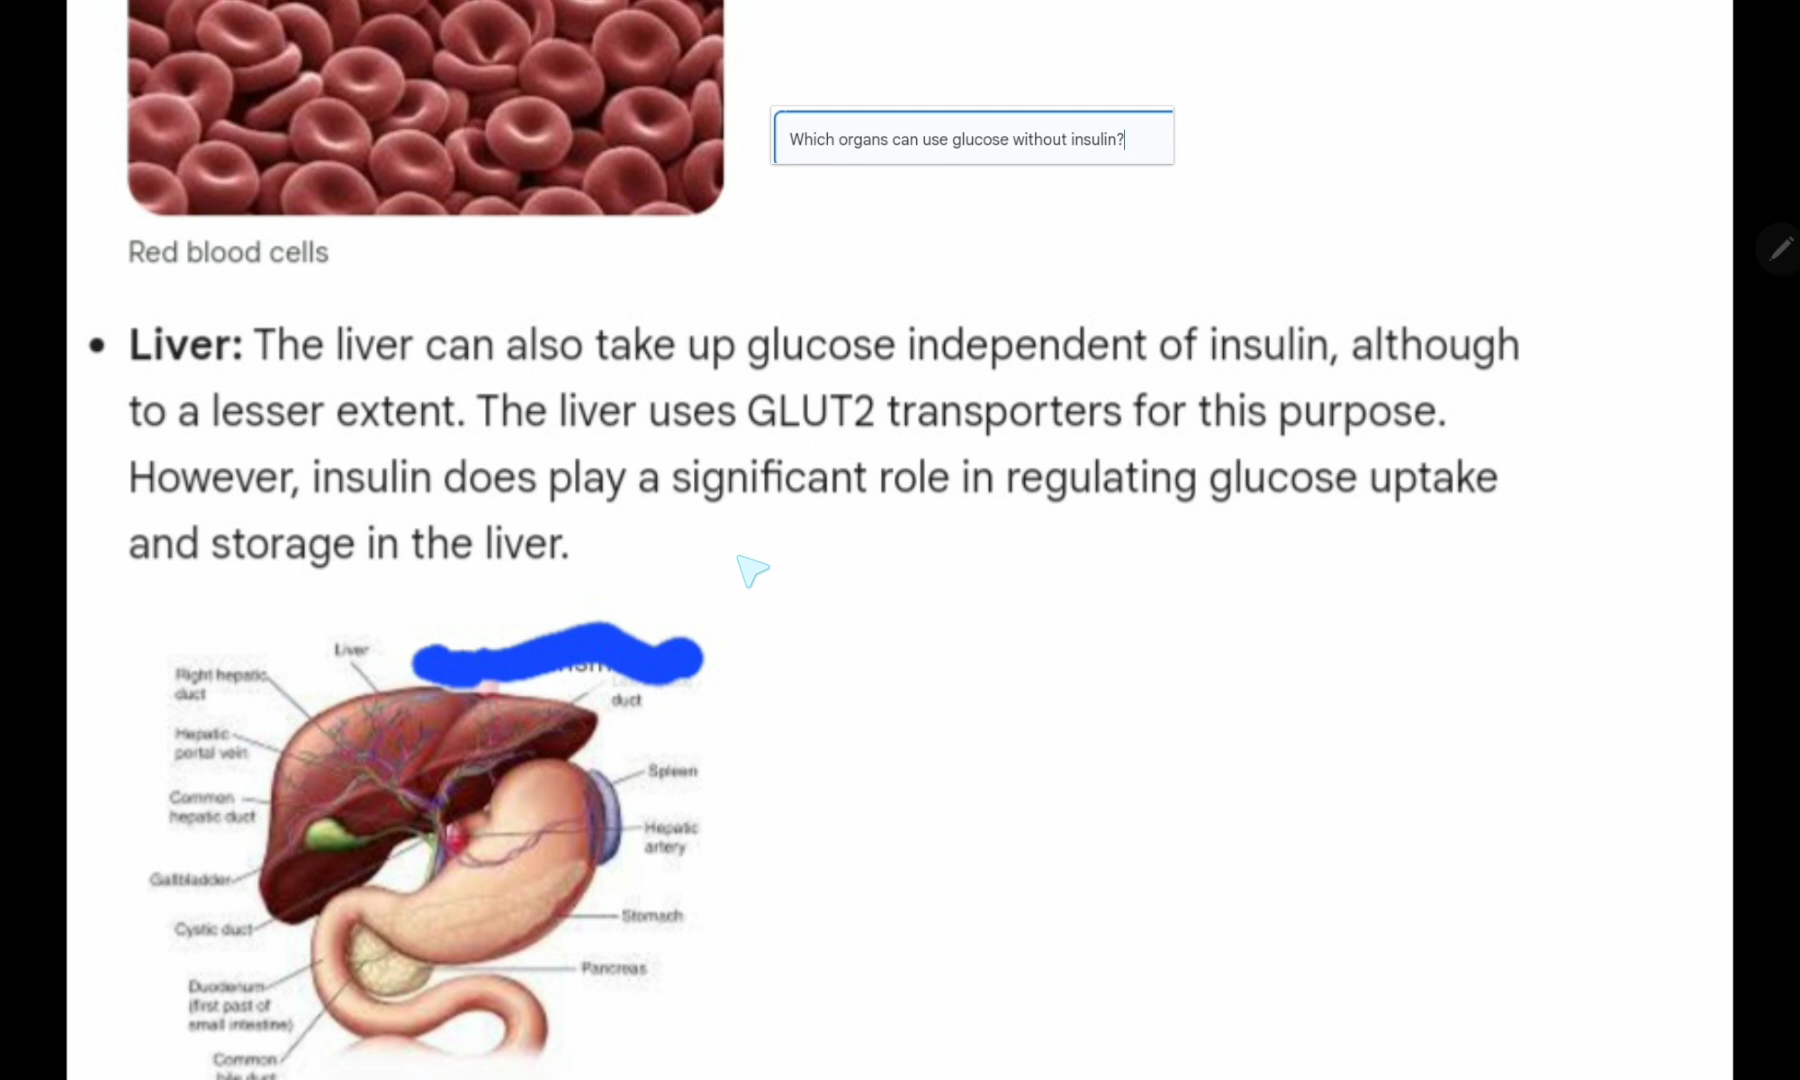 Which organs can use glucose without insulin?
Red blood cells
• Liver: The liver can also take up glucose independent of insulin, although
to a lesser extent. The liver uses GLUT2 transporters for this purpose.
However, insulin does play a significant role in regulating glucose uptake
and storage in the liver.
Liver
Right hepatic
duct
duct
Hepatic
portal vein
Spleen
Common
hepatic duct
Hepatic
artery
Gallbladder
Stomach
Cystic duct
Pancreas
Duodenum
(first past of
small intestine)
Common
bile duct